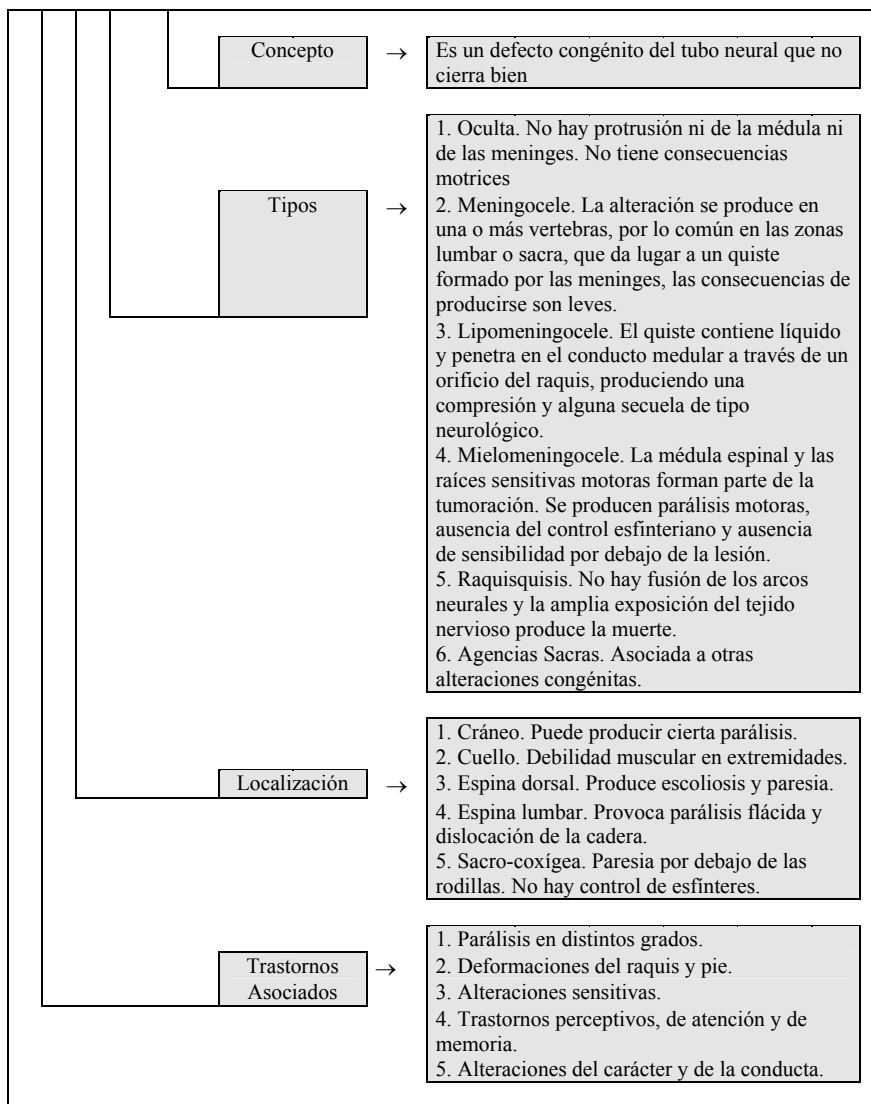 Concepto → Es un defecto congénito del tubo neural que no
cierra bien
Tipos →
1. Oculta. No hay protrusión ni de la médula ni
de las meninges. No tiene consecuencias
motrices
2. Meningocele. La alteración se produce en
una o más vertebras, por lo común en las zonas
lumbar o sacra, que da lugar a un quiste
formado por las meninges, las consecuencias de
producirse son leves.
3. Lipomeningocele. El quiste contiene líquido
y penetra en el conducto medular a través de un
orificio del raquis, produciendo una
compresión y alguna secuela de tipo
neurológico.
4. Mielomeningocele. La médula espinal y las
raíces sensitivas motoras forman parte de la
tumoración. Se producen parálisis motoras,
ausencia del control esfinteriano y ausencia
de sensibilidad por debajo de la lesión.
5. Raquisquisis. No hay fusión de los arcos
neurales y la amplia exposición del tejido
nervioso produce la muerte.
6. Agencias Sacras. Asociada a otras
alteraciones congénitas.
Localización →
1. Cráneo. Puede producir cierta parálisis.
2. Cuello. Debilidad muscular en extremidades.
3. Espina dorsal. Produce escoliosis y paresia.
4. Espina lumbar. Provoca parálisis flácida y
dislocación de la cadera.
5. Sacro-coxígea. Paresia por debajo de las
rodillas. No hay control de esfínteres.
Trastornos →
Asociados
1. Parálisis en distintos grados.
2. Deformaciones del raquis y pie.
3. Alteraciones sensitivas.
4. Trastornos perceptivos, de atención y de
memoria.
5. Alteraciones del carácter y de la conducta.